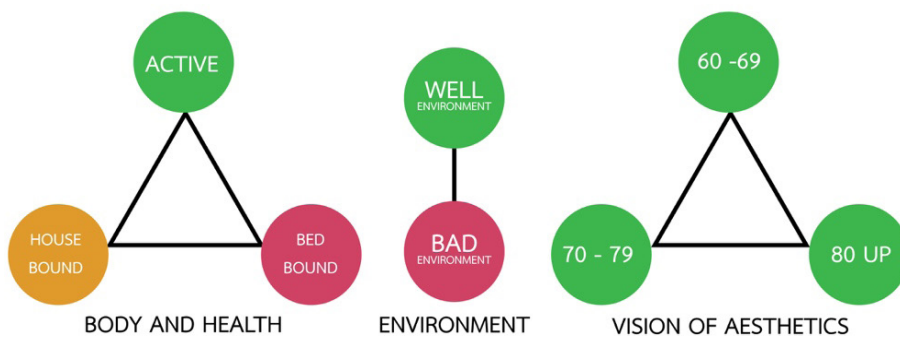 ACTIVE
HOUSE
BOUND
BED
BOUND
BODY AND HEALTH
WELL
ENVIRONMENT
BAD
ENVIRONMENT
ENVIRONMENT
60 -69
70 - 79
80 UP
VISION OF AESTHETICS